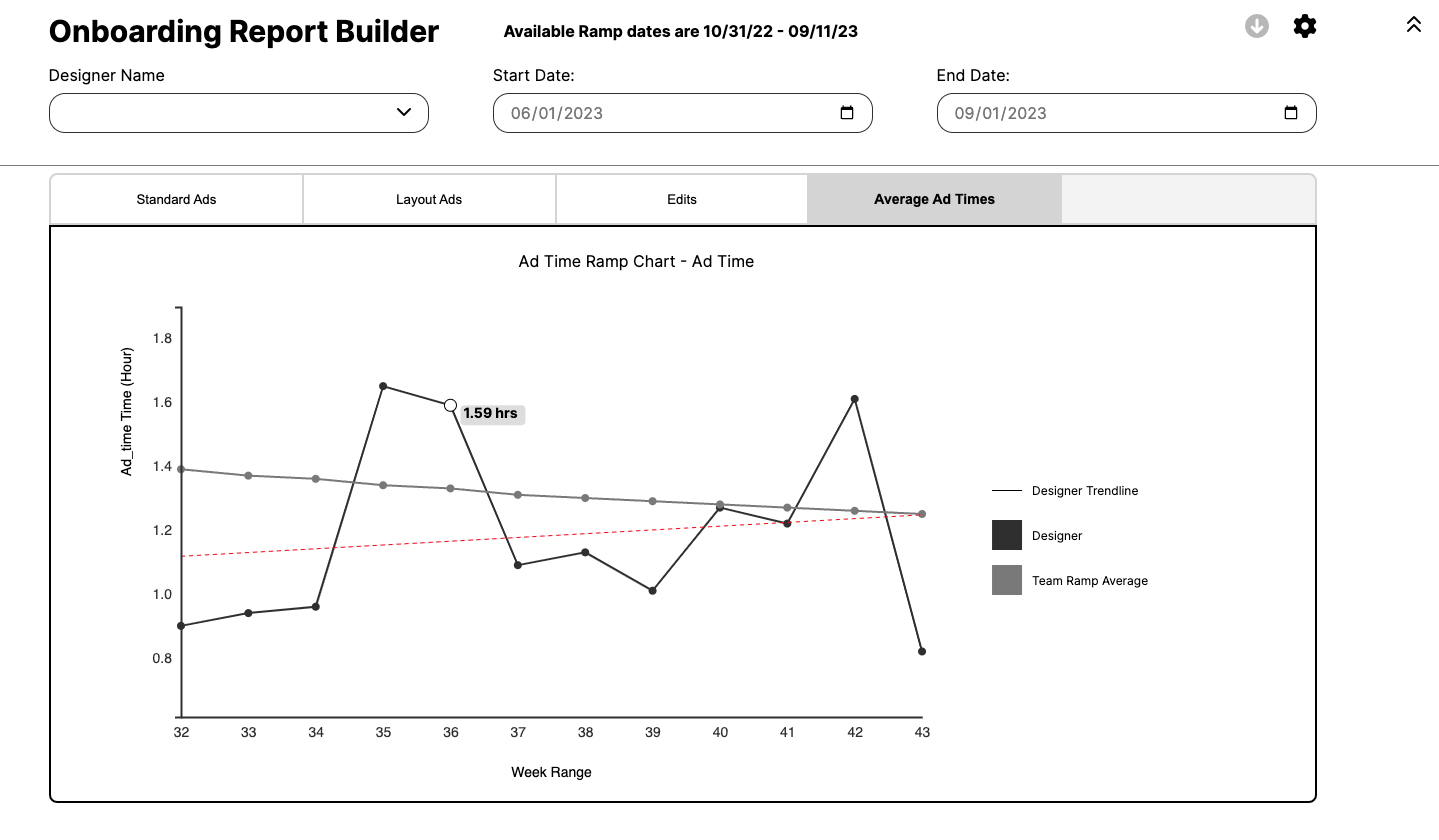 Onboarding Report Builder
Available Ramp dates are 10/31/22 - 09/11/23
Designer Name
Start Date:
End Date:
06/01/2023
09/01/2023
Standard Ads
Layout Ads
Edits
Average Ad Times
Ad Time Ramp Chart - Ad Time
Ad_time Time (Hour)
1.8
1.6
1.4
1.2
1.0
0.8
1.59 hrs
32 33 34 35 36 37 38 39 40 41 42 43
Week Range
Designer Trendline
Designer
Team Ramp Average